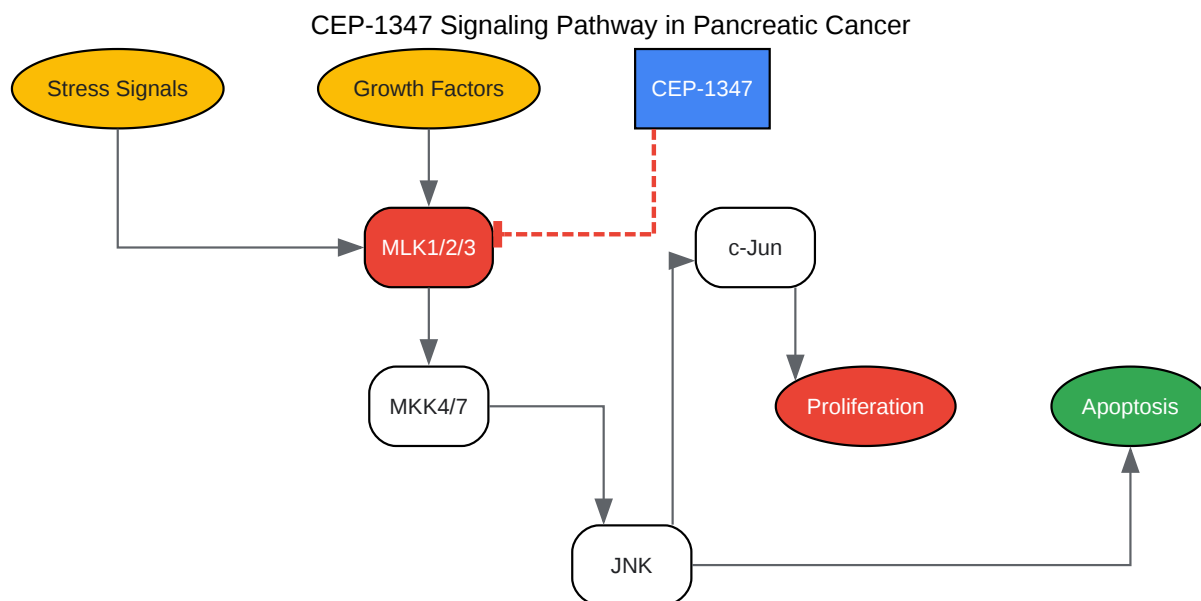 CEP-1347 Signaling Pathway in Pancreatic Cancer
Stress Signals
Growth Factors
CEP-1347
MLK1/2/3
c-Jun
MKK4/7
Proliferation
Apoptosis
JNK